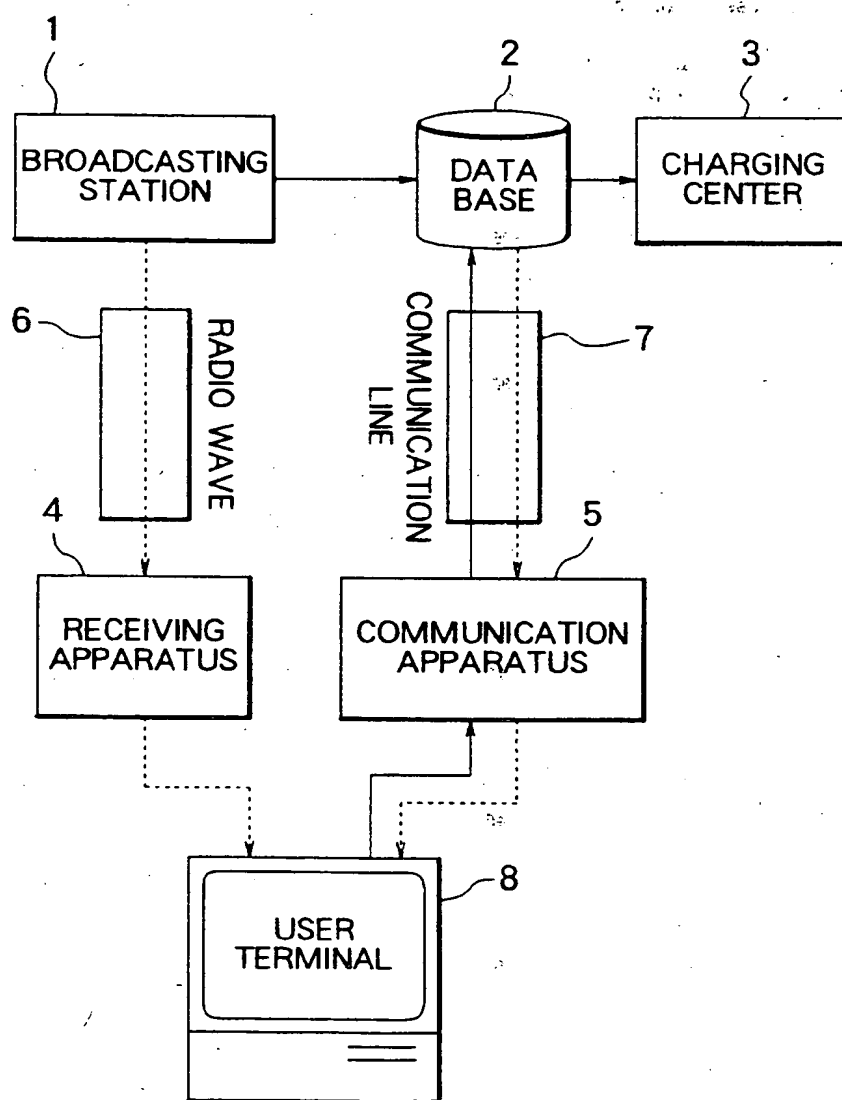 1
2
3
BROADCASTING
STATION
DATA
BASE
CHARGING
CENTER
6
RADIO WAVE
COMMUNICATION
LINE
7
4
5
RECEIVING
APPARATUS
COMMUNICATION
APPARATUS
8
USER
TERMINAL